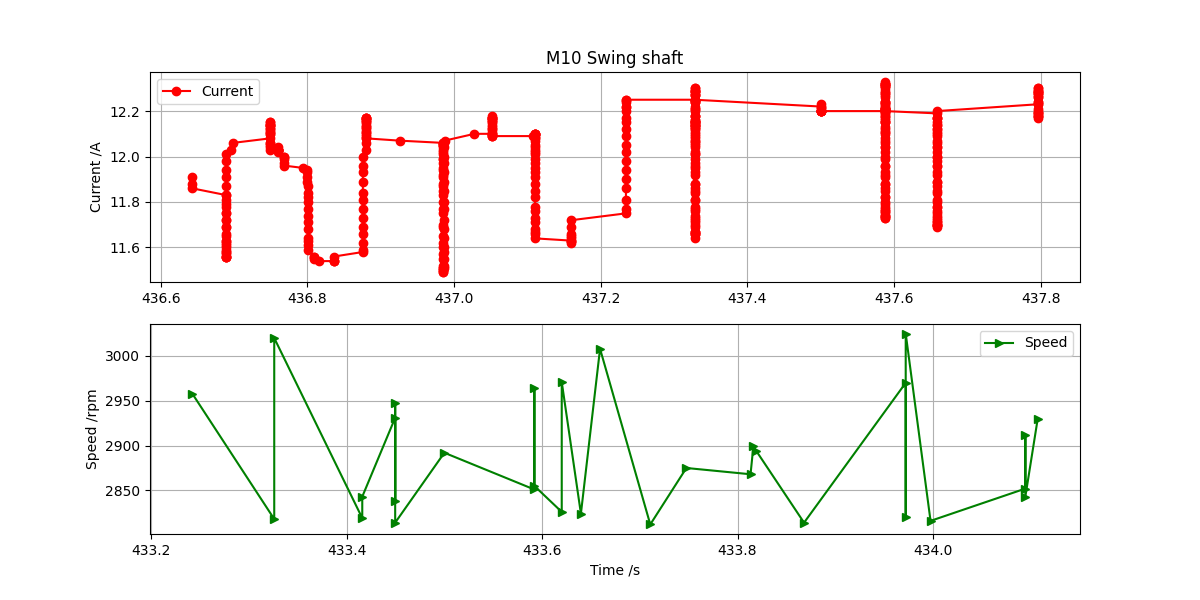 M10 Swing shaft
Current
Current /A
12.2
12.0
11.8
11.6
436.6 436.8 437.0 437.2 437.4 437.6 437.8
Speed
Speed /rpm
3000
2950
2900
2850
433.2 433.4 433.6 433.8 434.0
Time /s